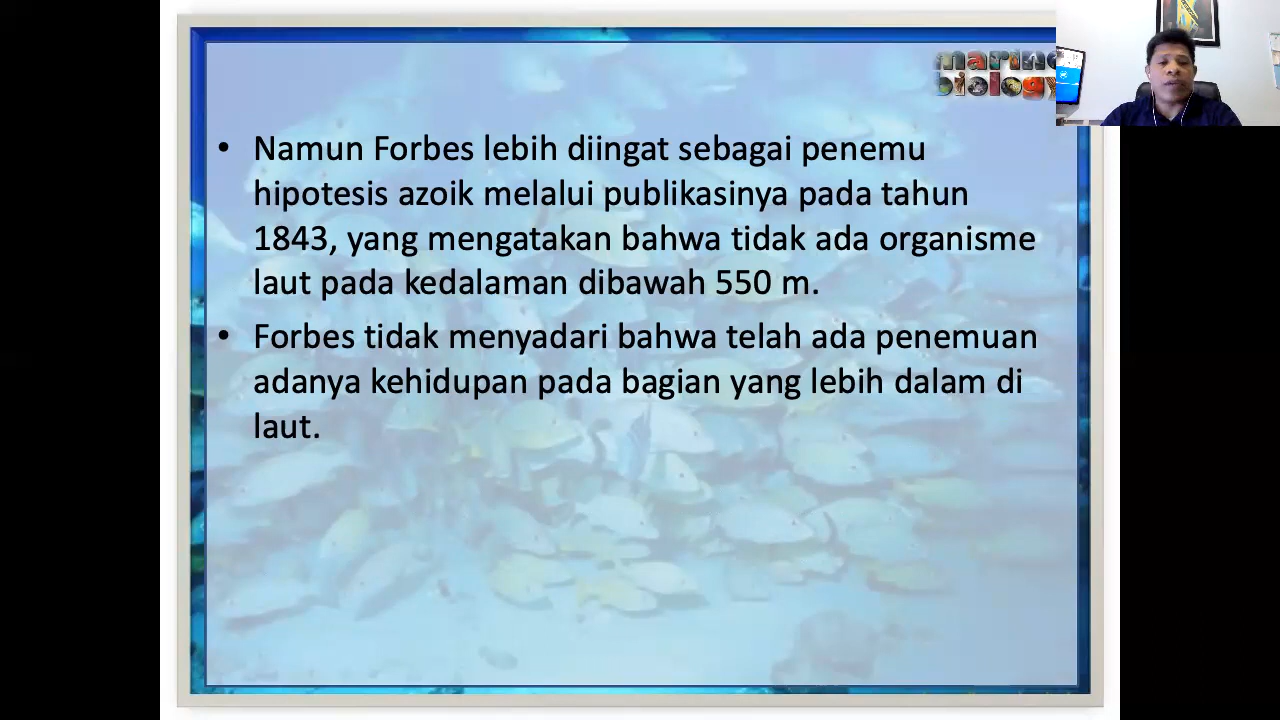 marine
biology
• Namun Forbes lebih diingat sebagai penemu
hipotesis azoik melalui publikasinya pada tahun
1843, yang mengatakan bahwa tidak ada organisme
laut pada kedalaman dibawah 550 m.
• Forbes tidak menyadari bahwa telah ada penemuan
adanya kehidupan pada bagian yang lebih dalam di
laut.